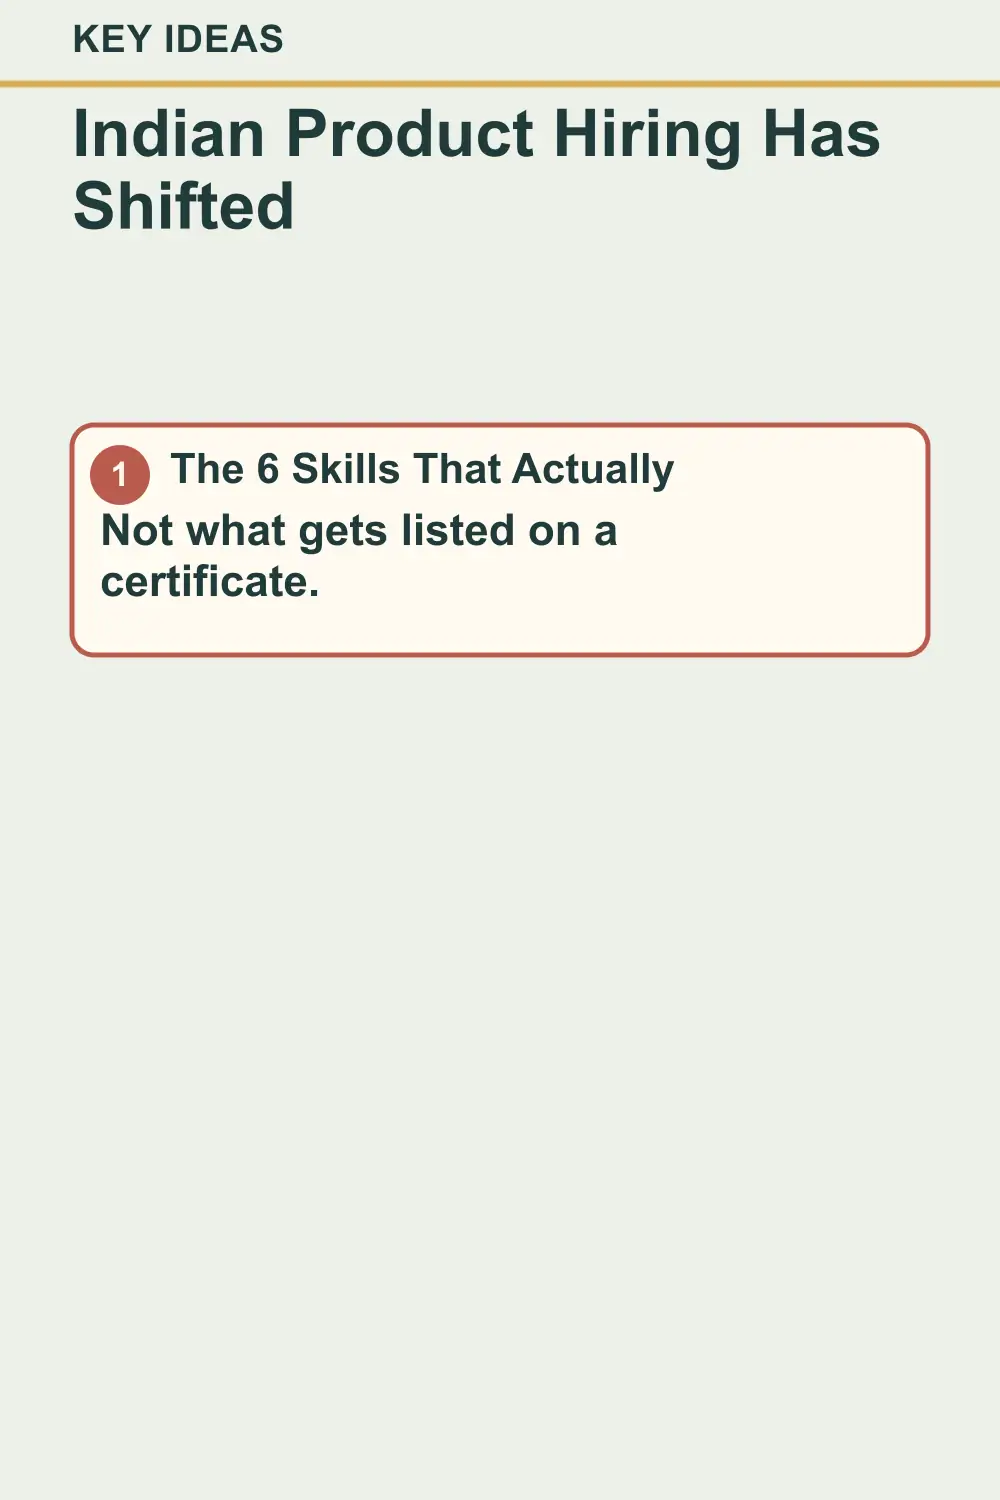 KEY IDEAS
Indian Product Hiring Has
Shifted
1 The 6 Skills That Actually
Not what gets listed on a
certificate.